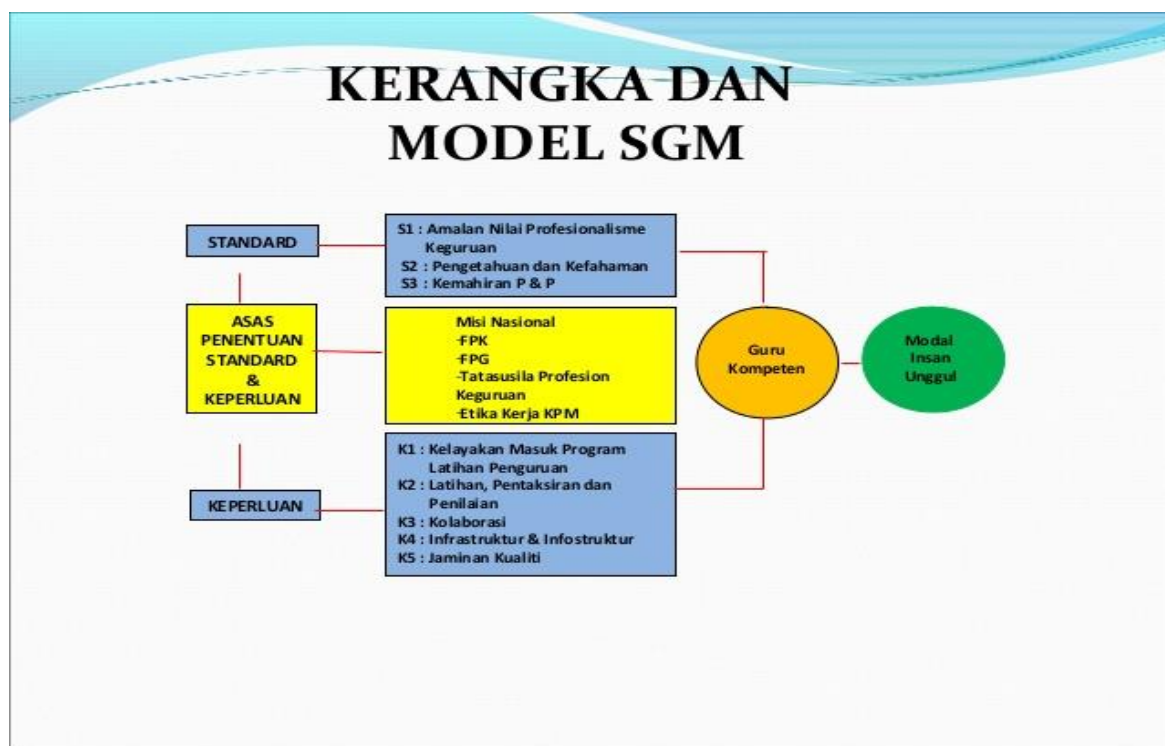 KERANGKA DAN
MODEL SGM
STANDARD
S1 : Amalan Nilai Profesionalisme
Keguruan
S2 : Pengetahuan dan Kefahaman
S3 : Kemahiran P & P
ASAS
PENENTUAN
STANDARD
&
KEPERLUAN
Misi Nasional
-FPK
-FPG
-Tatasusila Profesion
Keguruan
-Etika Kerja KPM
Guru
Kompeten
Modal
Insan
Unggul
KEPERLUAN
K1 : Kelayakan Masuk Program
Latihan Penguruan
K2 : Latihan, Pentaksiran dan
Penilaian
K3 : Kolaborasi
K4 : Infrastruktur & Infostruktur
K5 : Jaminan Kualiti